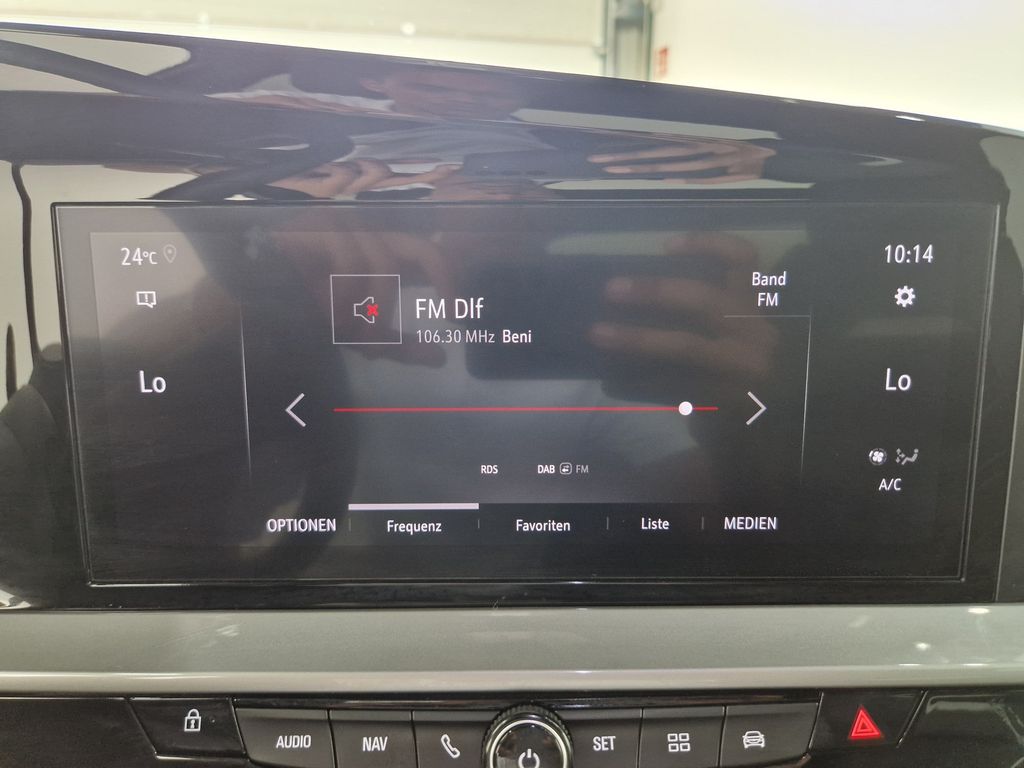 24°C
10:14
Band
FM
FM Dlf
106.30 MHz Beni
Lo
Lo
RDS
DAB FM
A/C
OPTIONEN Frequenz Favoriten Liste MEDIEN
AUDIO NAV SET